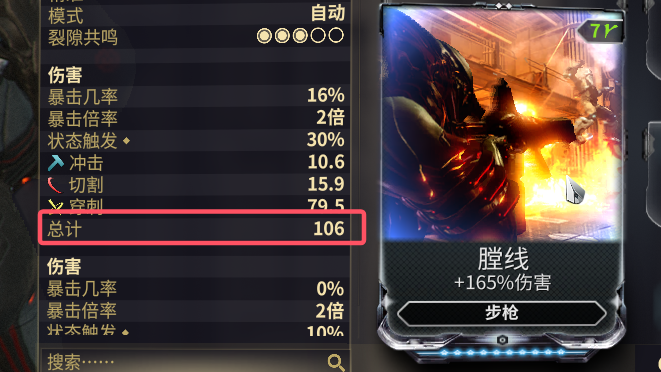 模式 自动
裂隙共鸣
伤害
暴击几率 16%
暴击倍率 2倍
状态触发 30%
冲击 10.6
切割 15.9
穿刺 79.5
总计 106
伤害
暴击几率 0%
暴击倍率 2倍
状态触发 10%
搜索……
7
膛线
+165%伤害
步枪